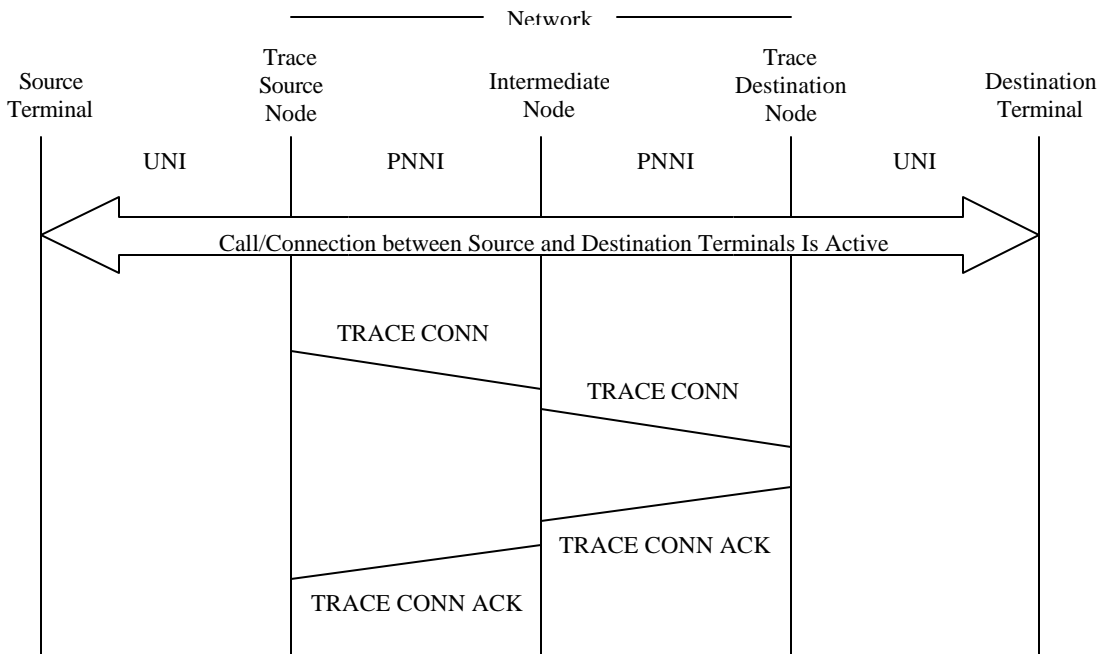 Network
Source
Terminal
Trace
Source
Node
Intermediate
Node
Trace
Destination
Node
Destination
Terminal
UNI
PNNI
PNNI
UNI
Call/Connection between Source and Destination Terminals Is Active
TRACE CONN
TRACE CONN
TRACE CONN ACK
TRACE CONN ACK